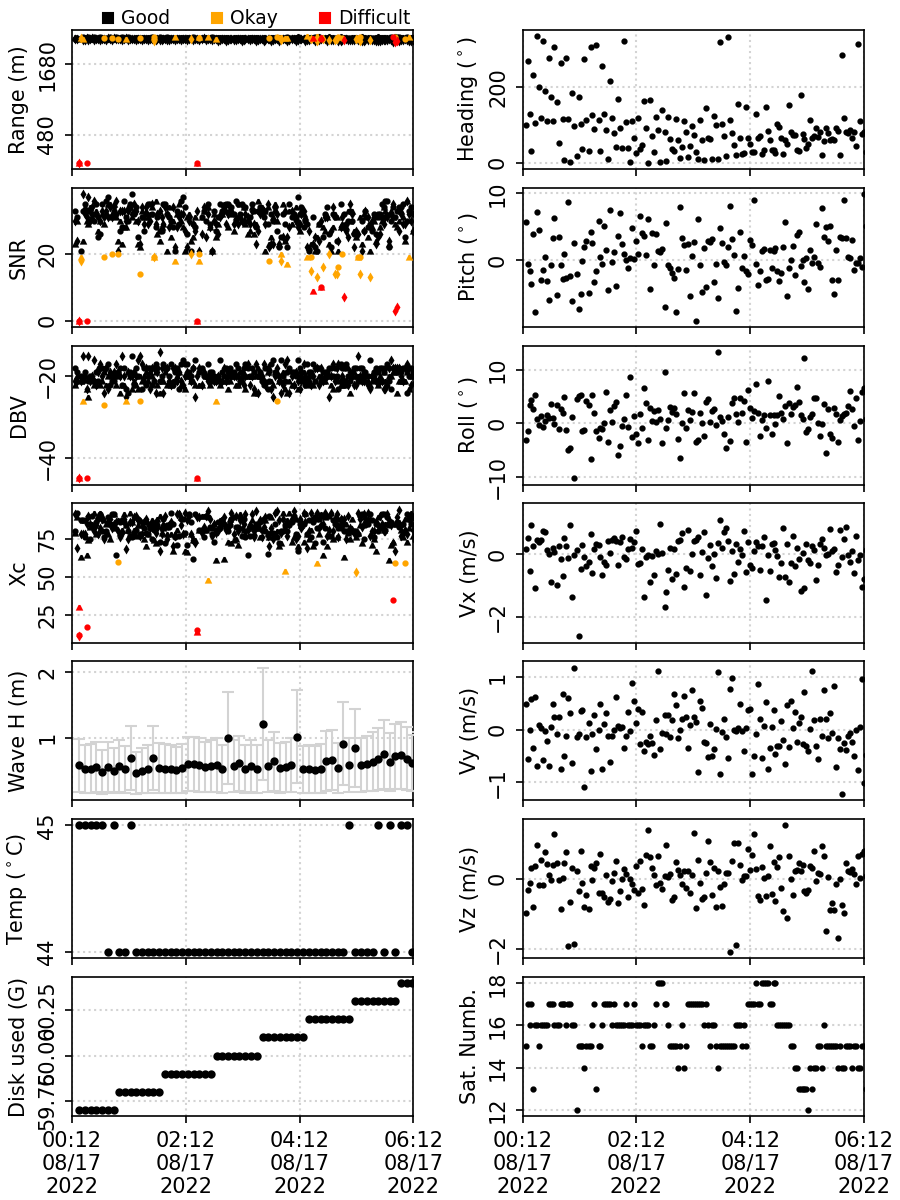 Good Okay Difficult
Range (m)
1680
480
Heading (°)
200
0
SNR
20
0
Pitch (°)
10
0
DBV
−20
−40
Roll (°)
10
0
−10
Xc
75
50
25
Vx (m/s)
0
−2
Wave H (m)
2
1
Vy (m/s)
1
0
−1
Temp (°C)
45
44
Vz (m/s)
0
−2
Disk used (G)
60.25
60.00
59.75
Sat. Numb.
18
16
14
12
00:12 02:12 04:12 06:12
08/17 08/17 08/17 08/17
2022 2022 2022 2022
00:12 02:12 04:12 06:12
08/17 08/17 08/17 08/17
2022 2022 2022 2022